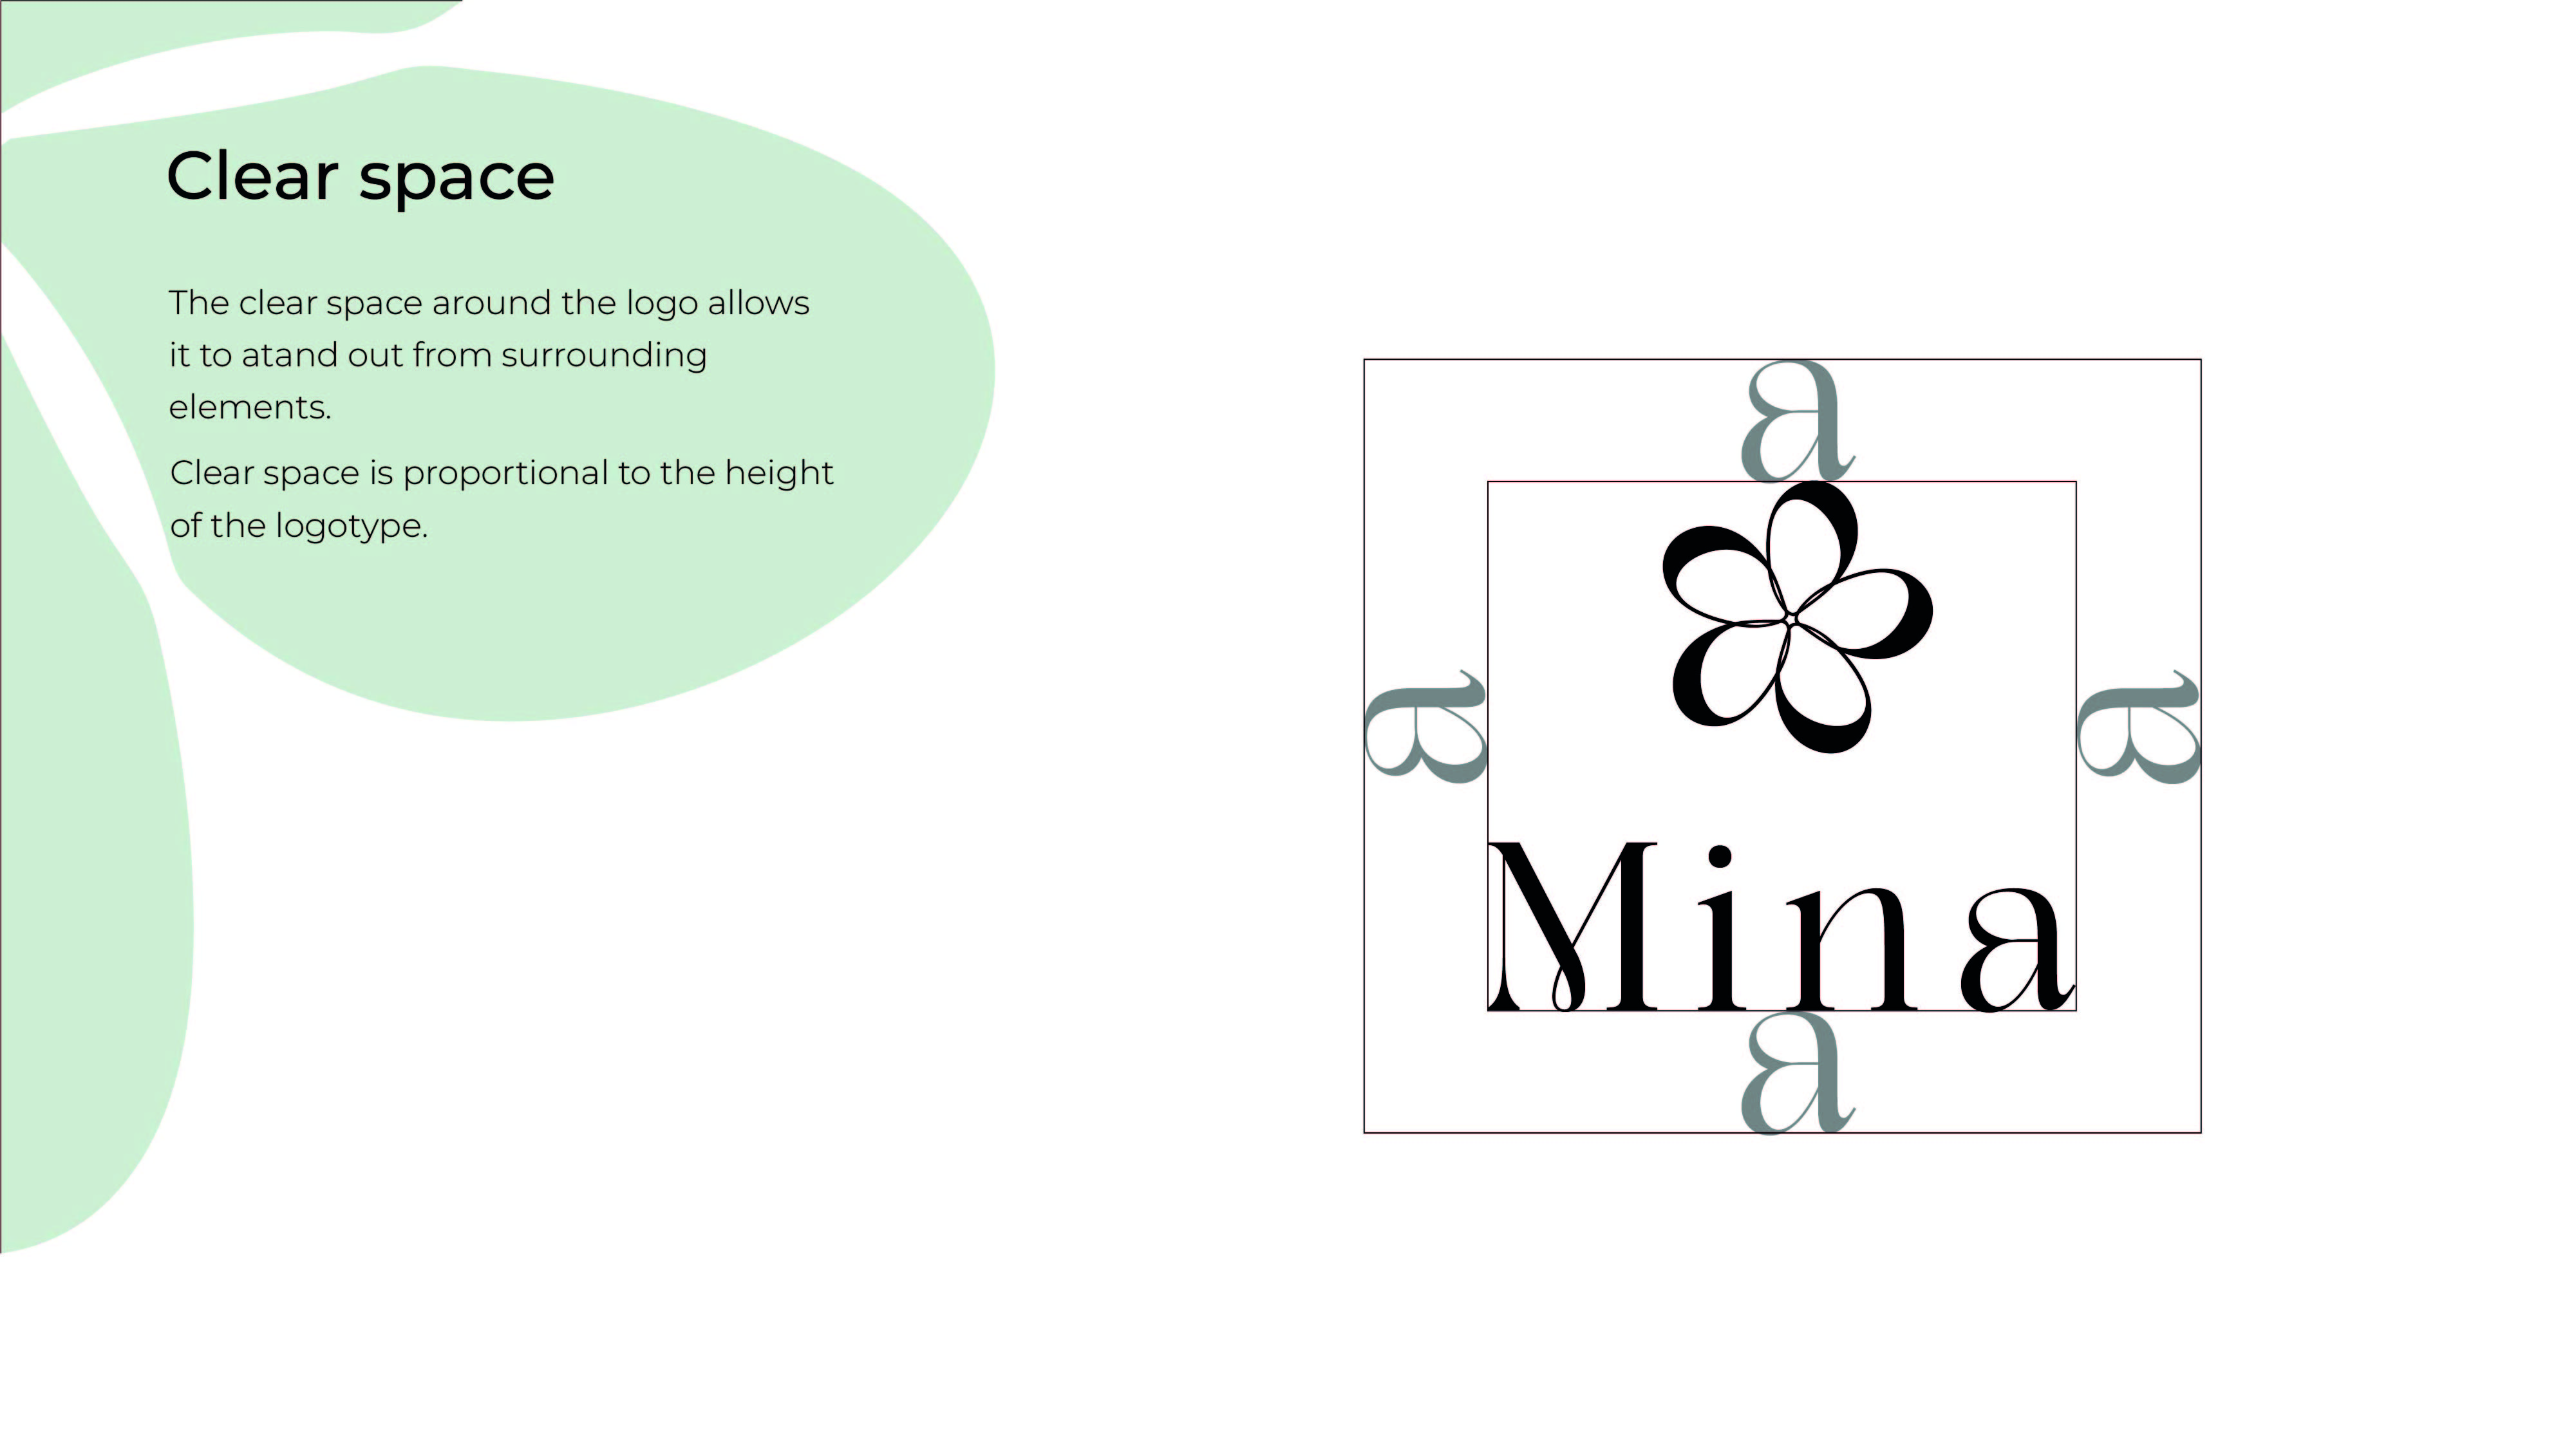 Clear space
The clear space around the logo allows
it to atand out from surrounding
elements.
Clear space is proportional to the height
of the logotype.
a
a
a
Mina
a